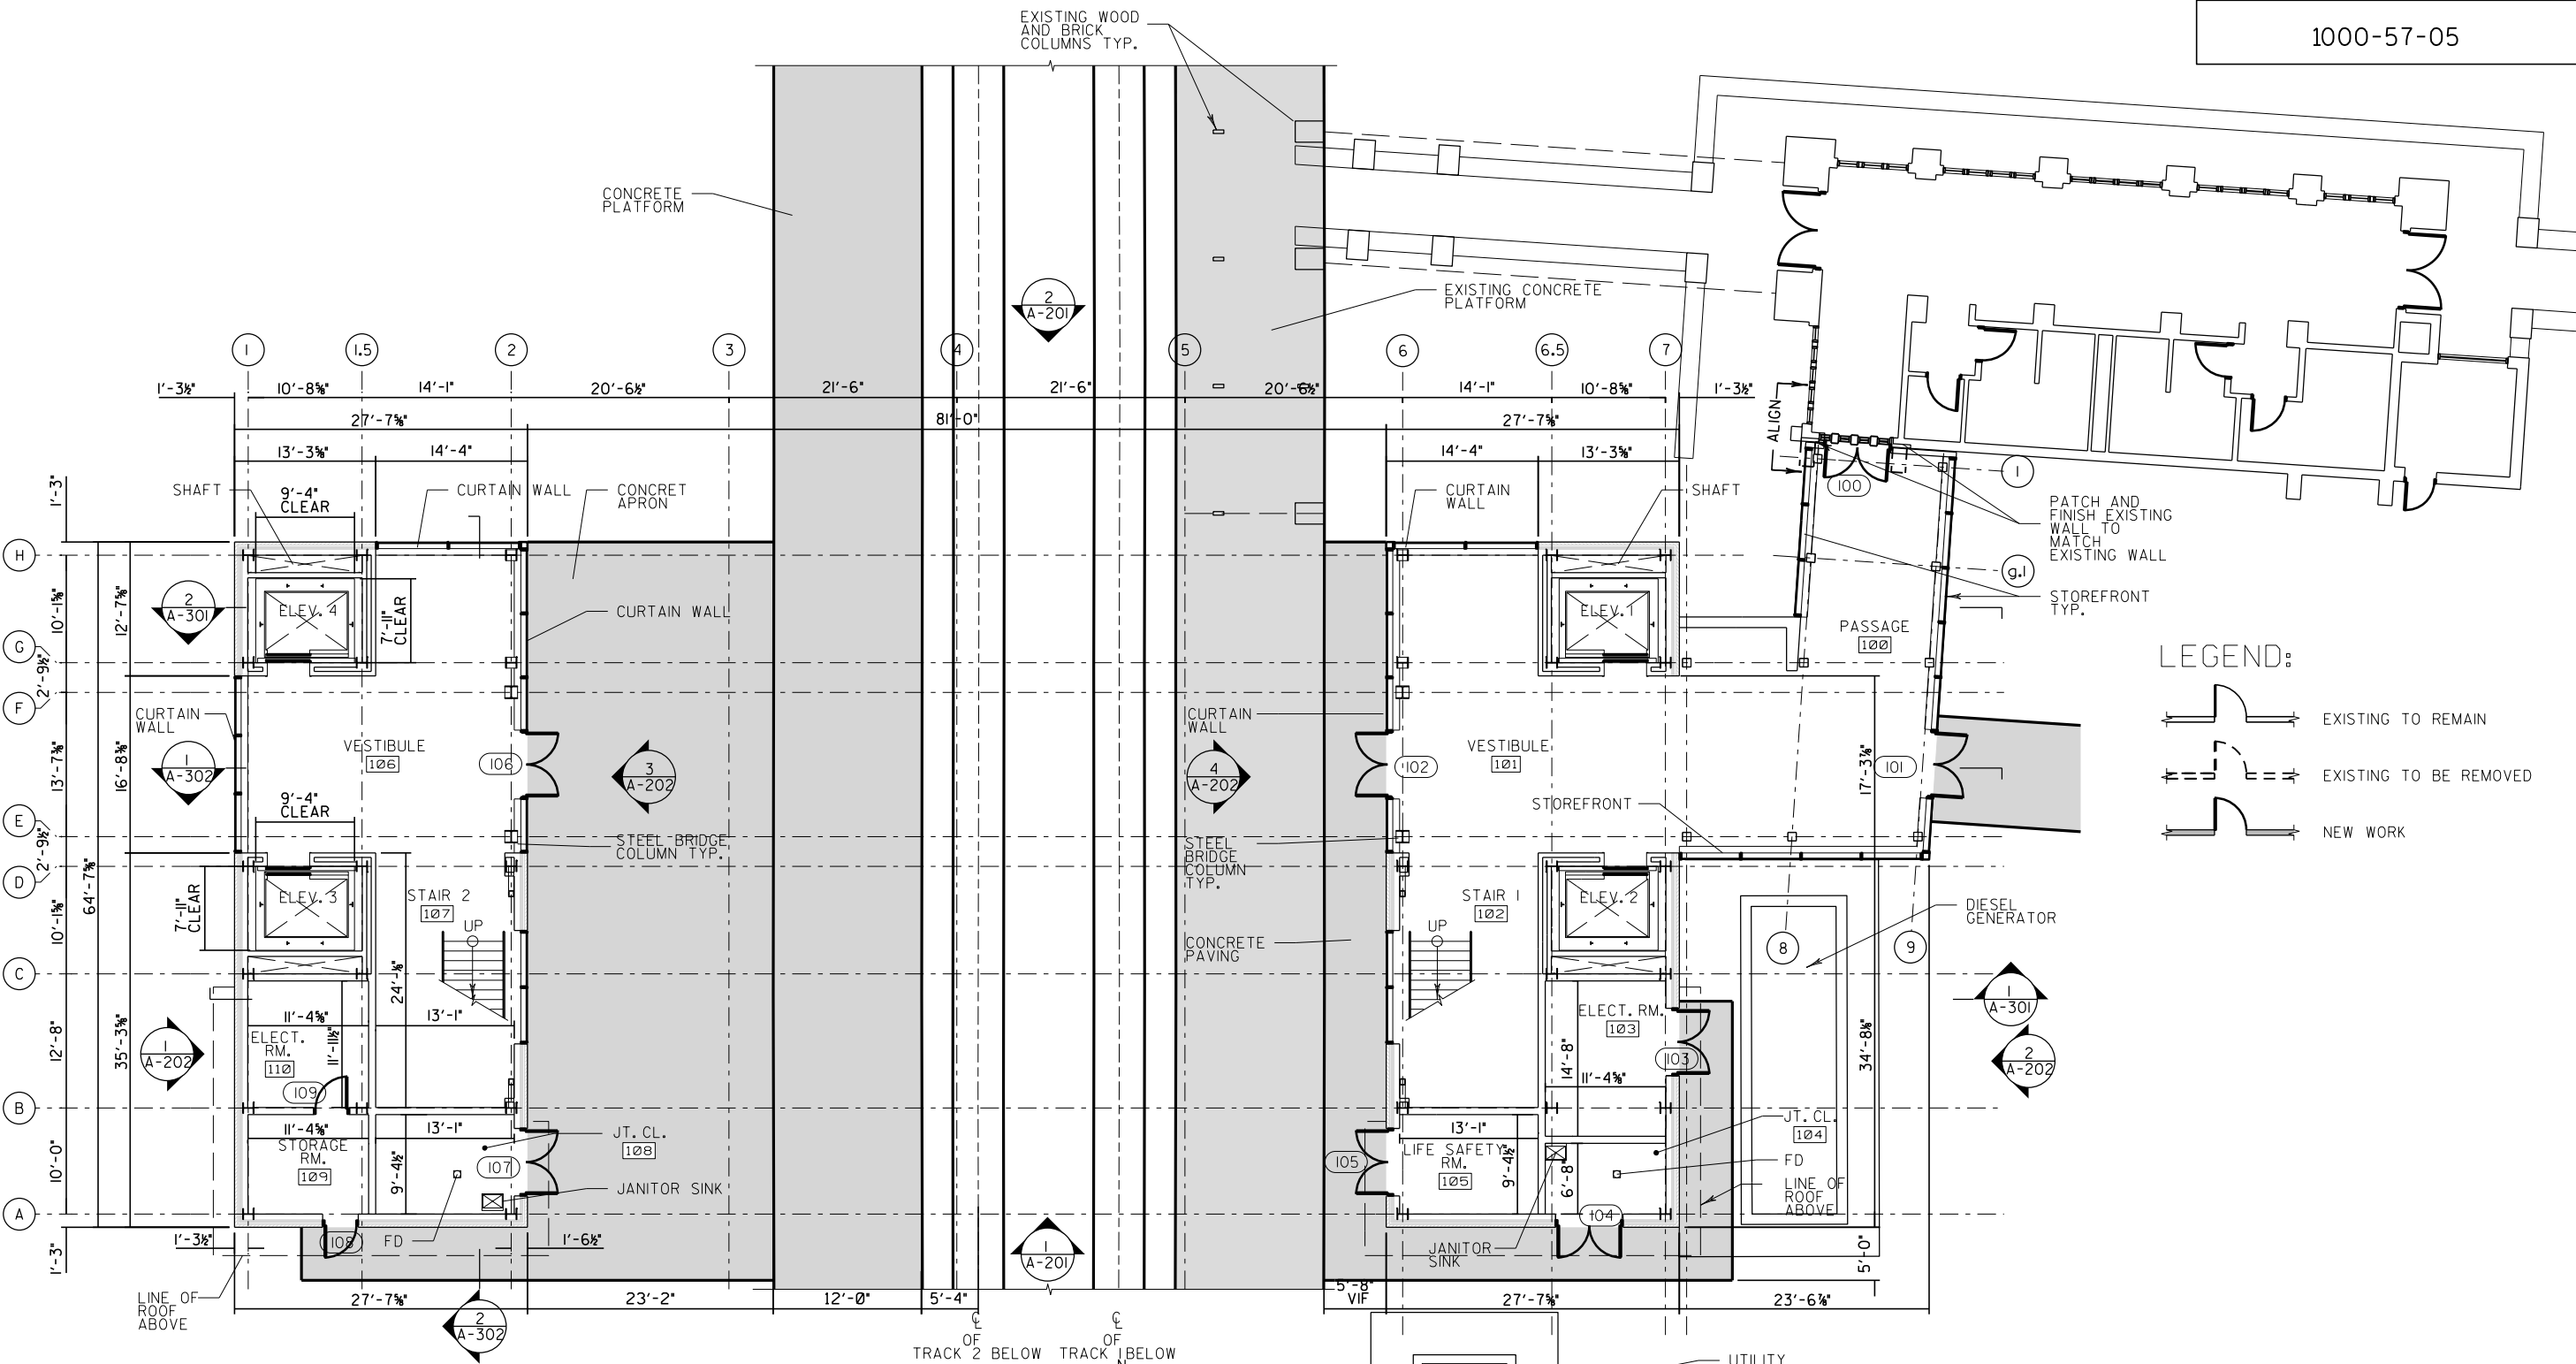 EXISTING WOOD
AND BRICK
COLUMNS TYP.
1000-57-05
CONCRETE
PLATFORM
EXISTING CONCRETE
PLATFORM
2
A-201
1
1.5
2
3
4
5
6
6.5
7
1'-3½"
10'-8⅝"
14'-1"
20'-6½"
21'-6"
21'-6"
20'-6½"
14'-1"
10'-8⅝"
1'-3½"
27'-7⅝"
81'-0"
27'-7⅝"
13'-3⅝"
14'-4"
14'-4"
13'-3⅝"
ALIGN
SHAFT
9'-4"
CLEAR
CURTAIN WALL
CONCRET
APRON
CURTAIN
WALL
SHAFT
100
1
PATCH AND
FINISH EXISTING
WALL TO
MATCH
EXISTING WALL
1'-3"
H
g.1
STOREFRONT
TYP.
2
A-301
ELEV. 4
7'-11"
CLEAR
CURTAIN WALL
ELEV. 1
PASSAGE
100
10'-1⅝"
12'-7⅝"
G
2'-9½"
F
LEGEND:
EXISTING TO REMAIN
EXISTING TO BE REMOVED
NEW WORK
CURTAIN
WALL
1
A-302
VESTIBULE
106
106
3
A-202
CURTAIN
WALL
4
A-202
102
VESTIBULE
101
101
17'-3⅞"
13'-7⅞"
16'-8⅜"
9'-4"
CLEAR
STOREFRONT
E
2'-9½"
D
STEEL BRIDGE
COLUMN TYP.
STEEL
BRIDGE
COLUMN
TYP.
64'-7⅝"
10'-1⅝"
7'-11"
CLEAR
ELEV. 3
STAIR 2
107
UP
STAIR 1
102
UP
ELEV. 2
DIESEL
GENERATOR
8
9
CONCRETE
PAVING
C
24'-⅛"
1
A-301
12'-8"
35'-3⅝"
1
A-202
11'-4⅝"
13'-1"
ELECT.
RM.
110
11'-11½"
109
ELECT. RM.
103
103
14'-8"
11'-4⅝"
34'-8⅛"
2
A-202
B
11'-4⅝"
13'-1"
STORAGE
RM.
109
JT. CL.
108
107
9'-4½"
JANITOR SINK
10'-0"
105
13'-1"
LIFE SAFETY
RM.
105
9'-4½"
6'-8"
JT. CL.
104
FD
LINE OF
ROOF
ABOVE
A
104
1'-3"
1'-3½"
108
FD
1'-6½"
1
A-201
JANITOR
SINK
5'-0"
LINE OF
ROOF
ABOVE
27'-7⅝"
2
A-302
23'-2"
12'-0"
5'-4"
5'-8"
VIF
27'-7⅝"
23'-6⅞"
℄
OF
TRACK 2 BELOW
℄
OF
TRACK 1 BELOW
UTILITY